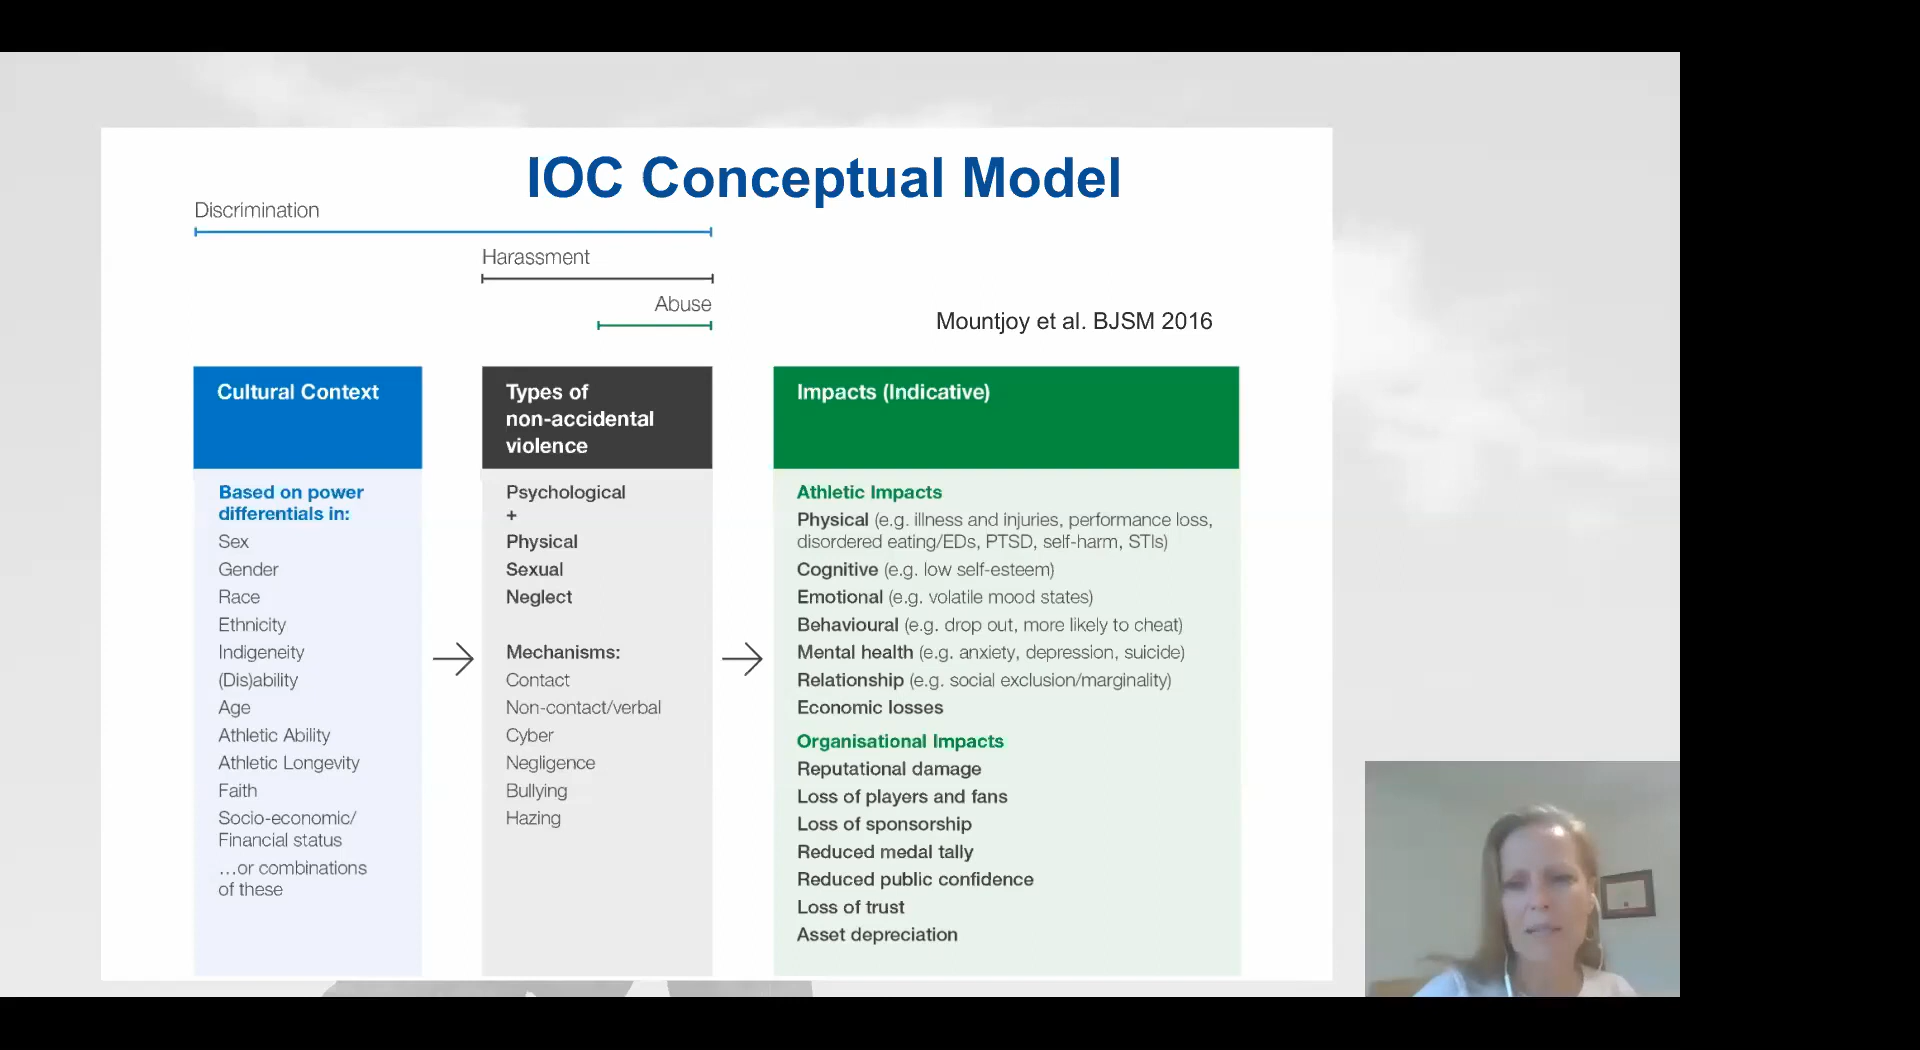 IOC Conceptual Model
Discrimination
Harassment
Abuse
Mountjoy et al. BJSM 2016
Cultural Context
Based on power
differentials in:
Sex
Gender
Race
Ethnicity
Indigeneity
(Dis)ability
Age
Athletic Ability
Athletic Longevity
Faith
Socio-economic/
Financial status
…or combinations
of these
Types of
non-accidental
violence
Psychological
+
Physical
Sexual
Neglect
Mechanisms:
Contact
Non-contact/verbal
Cyber
Negligence
Bullying
Hazing
Impacts (Indicative)
Athletic Impacts
Physical (e.g. illness and injuries, performance loss,
disordered eating/EDs, PTSD, self-harm, STIs)
Cognitive (e.g. low self-esteem)
Emotional (e.g. volatile mood states)
Behavioural (e.g. drop out, more likely to cheat)
Mental health (e.g. anxiety, depression, suicide)
Relationship (e.g. social exclusion/marginality)
Economic losses
Organisational Impacts
Reputational damage
Loss of players and fans
Loss of sponsorship
Reduced medal tally
Reduced public confidence
Loss of trust
Asset depreciation